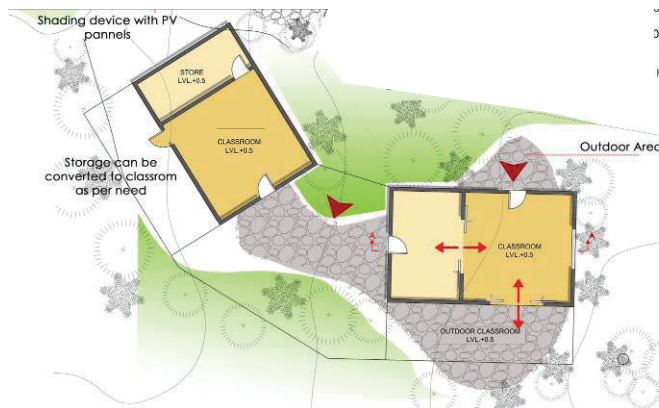 Shading device with PV
pannels
STORE
LVL.+0.5
CLASSROOM
LVL.+0.5
Storage can be
converted to classrom
as per need
Outdoor Area
A
CLASSROOM
LVL.+0.5
A
OUTDOOR CLASSROOM
LVL.+0.5